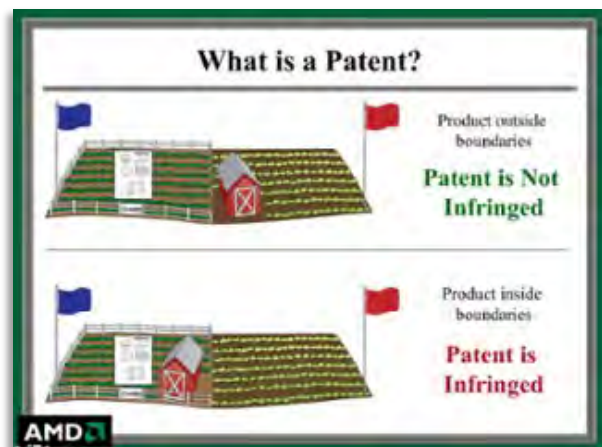 What is a Patent?
Product outside
boundaries
Patent is Not
Infringed
Product inside
boundaries
Patent is
Infringed
AMD